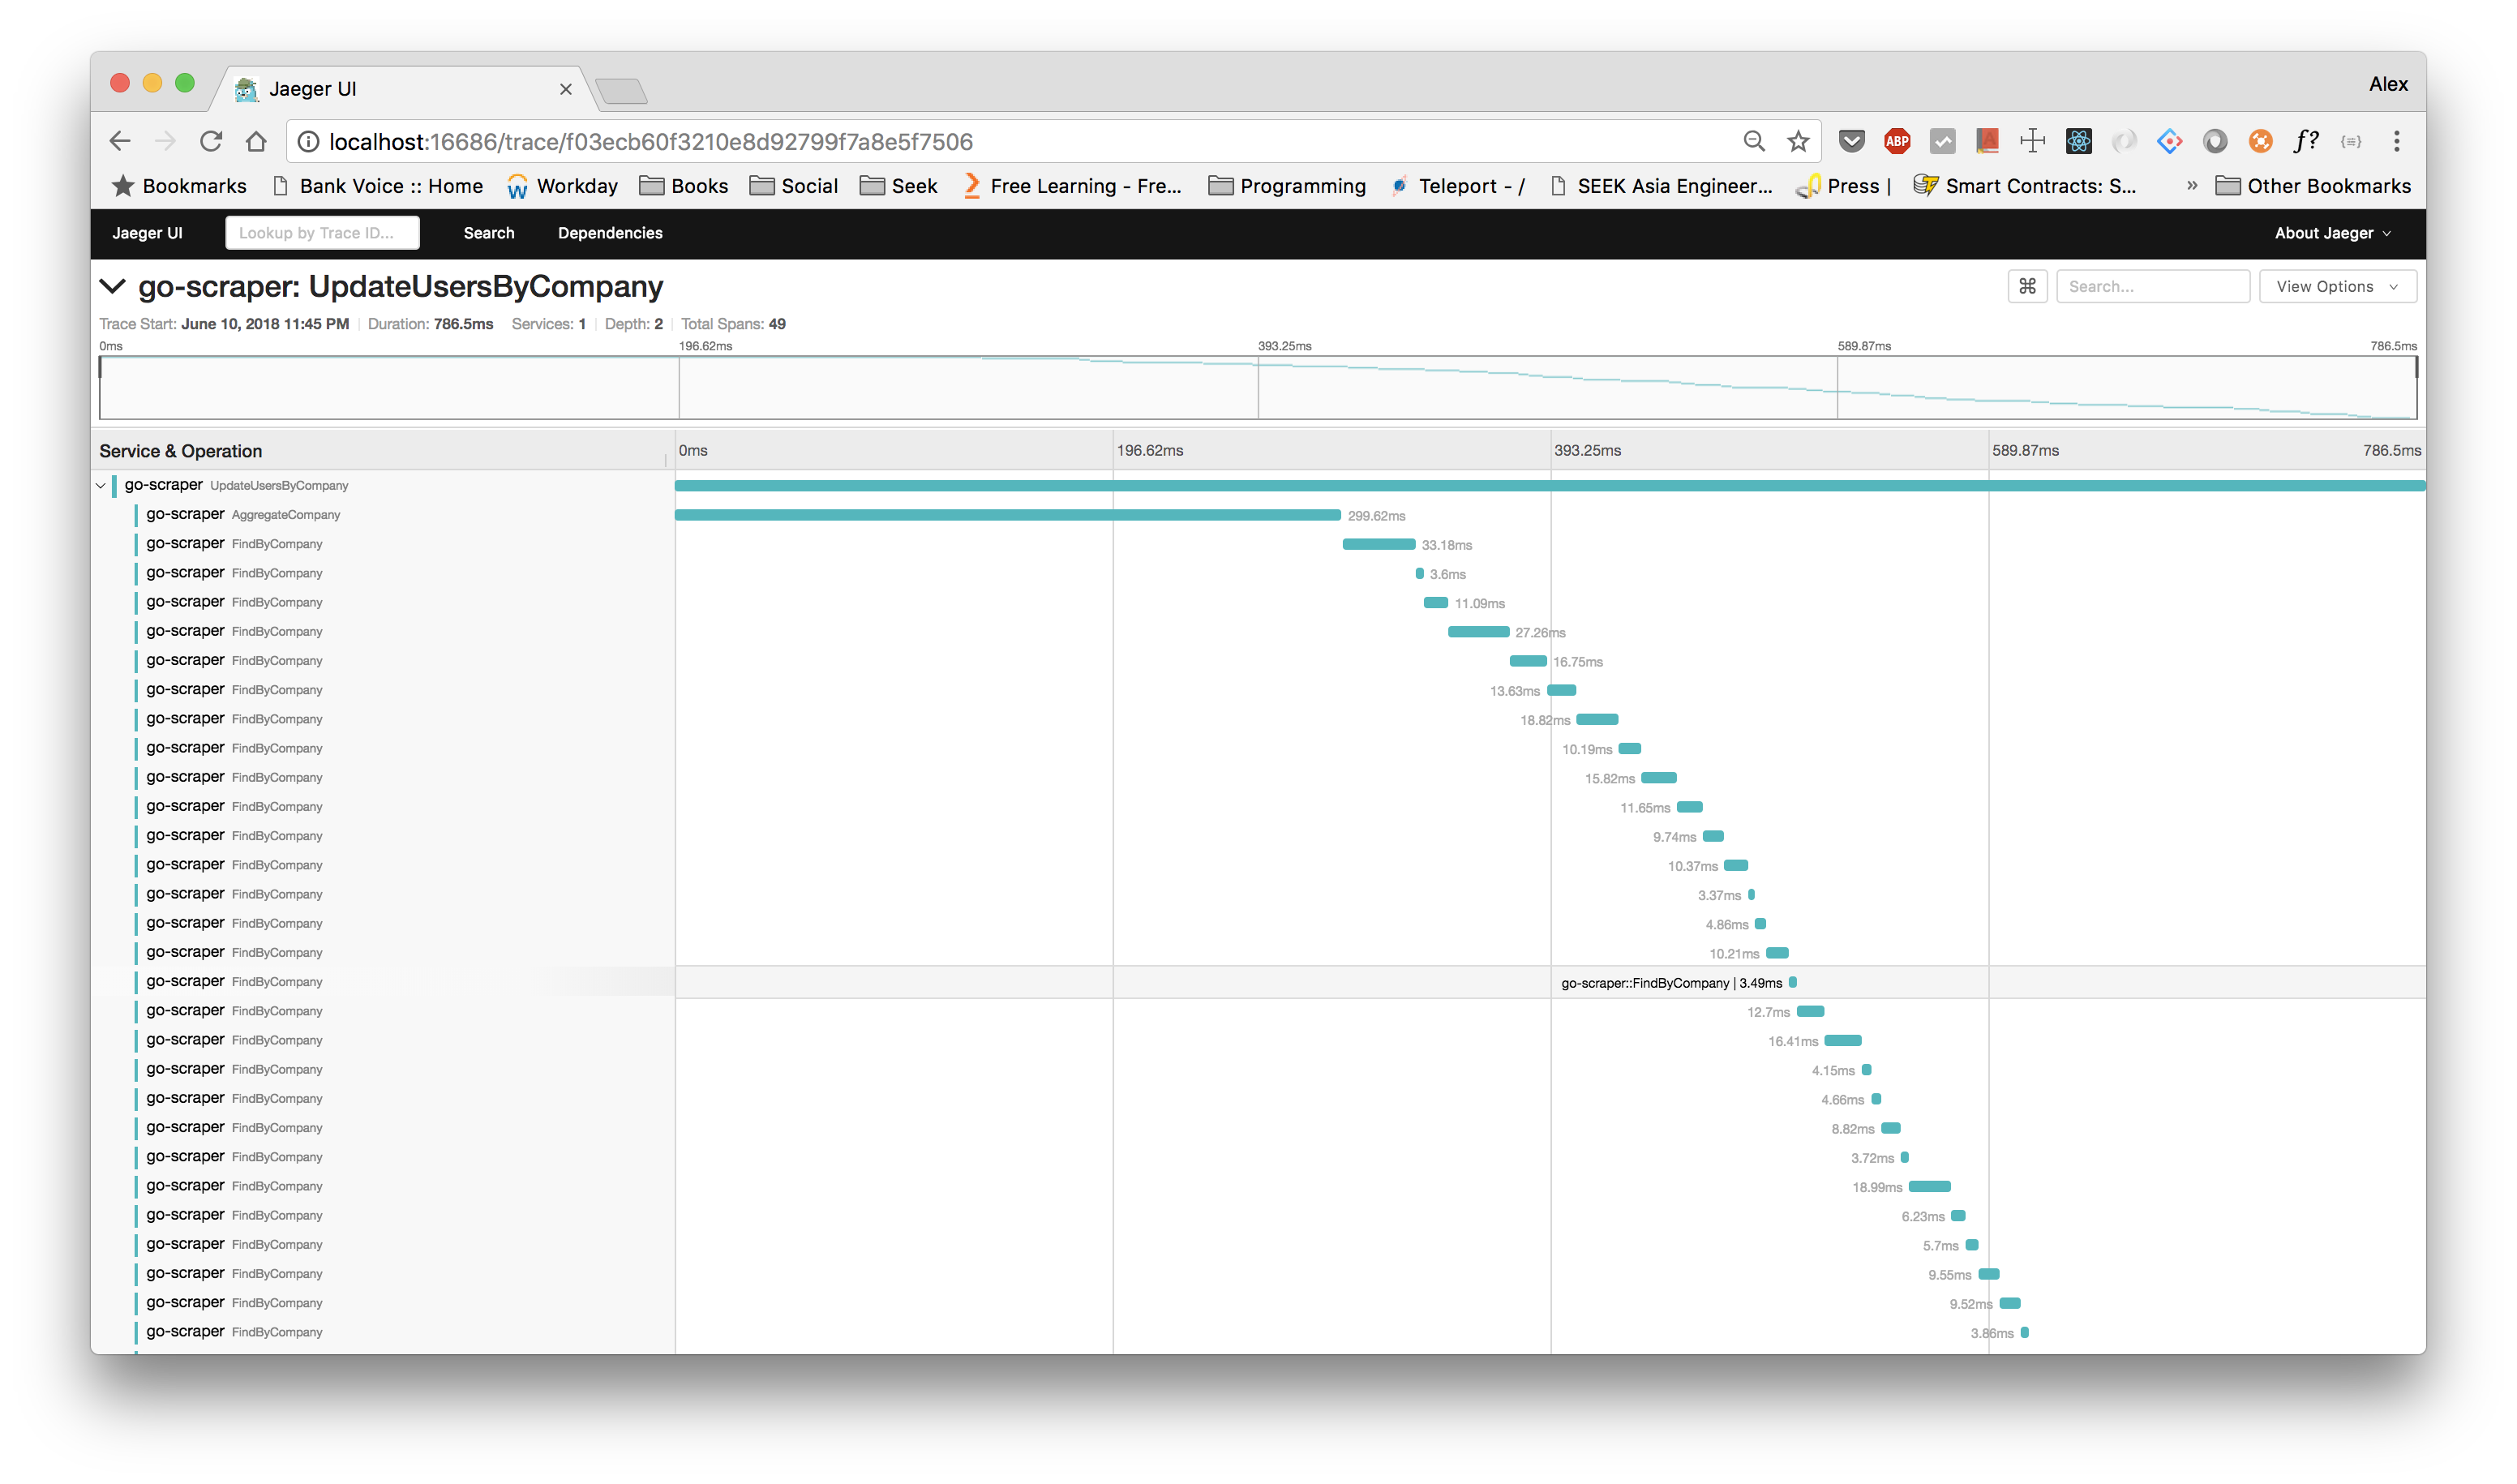 Jaeger UI
Alex
localhost:16686/trace/f03ecb60f3210e8d92799f7a8e5f7506
ABP
f?
Bookmarks Bank Voice :: Home Workday Books Social Seek Free Learning - Fre... Programming Teleport - / SEEK Asia Engineer... Press | Smart Contracts: S... » Other Bookmarks
Jaeger UI Lookup by Trace ID... Search Dependencies About Jaeger
go-scraper: UpdateUsersByCompany ⌘ Search... View Options
Trace Start: June 10, 2018 11:45 PM | Duration: 786.5ms Services: 1 | Depth: 2 | Total Spans: 49
0ms 196.62ms 393.25ms 589.87ms 786.5ms
Service & Operation 0ms 196.62ms 393.25ms 589.87ms 786.5ms
go-scraper UpdateUsersByCompany
go-scraper AggregateCompany 299.62ms
go-scraper FindByCompany 33.18ms
go-scraper FindByCompany 3.6ms
go-scraper FindByCompany 11.09ms
go-scraper FindByCompany 27.26ms
go-scraper FindByCompany 16.75ms
go-scraper FindByCompany 13.63ms
go-scraper FindByCompany 18.82ms
go-scraper FindByCompany 10.19ms
go-scraper FindByCompany 15.82ms
go-scraper FindByCompany 11.65ms
go-scraper FindByCompany 9.74ms
go-scraper FindByCompany 10.37ms
go-scraper FindByCompany 3.37ms
go-scraper FindByCompany 4.86ms
go-scraper FindByCompany 10.21ms
go-scraper FindByCompany go-scraper::FindByCompany | 3.49ms
go-scraper FindByCompany 12.7ms
go-scraper FindByCompany 16.41ms
go-scraper FindByCompany 4.15ms
go-scraper FindByCompany 4.66ms
go-scraper FindByCompany 8.82ms
go-scraper FindByCompany 3.72ms
go-scraper FindByCompany 18.99ms
go-scraper FindByCompany 6.23ms
go-scraper FindByCompany 5.7ms
go-scraper FindByCompany 9.55ms
go-scraper FindByCompany 9.52ms
go-scraper FindByCompany 3.86ms